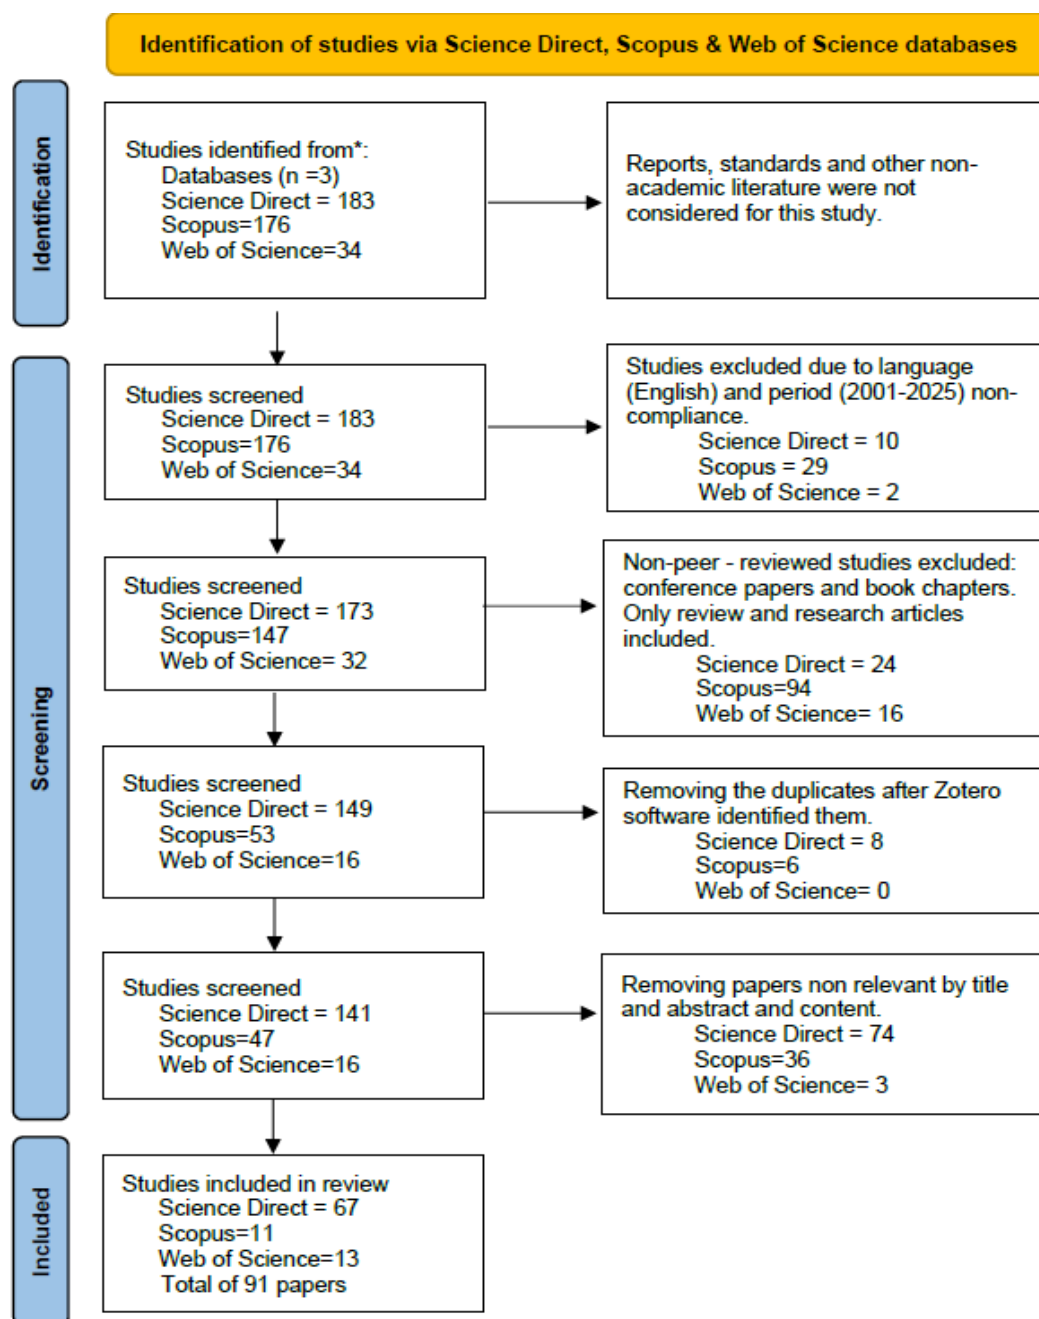 Identification of studies via Science Direct, Scopus & Web of Science databases
Identification
Studies identified from*:
Databases (n =3)
Science Direct = 183
Scopus=176
Web of Science=34
Reports, standards and other non-
academic literature were not
considered for this study.
Screening
Studies screened
Science Direct = 183
Scopus=176
Web of Science=34
Studies excluded due to language
(English) and period (2001-2025) non-
compliance.
Science Direct = 10
Scopus = 29
Web of Science = 2
Studies screened
Science Direct = 173
Scopus=147
Web of Science= 32
Non-peer - reviewed studies excluded:
conference papers and book chapters.
Only review and research articles
included.
Science Direct = 24
Scopus=94
Web of Science= 16
Studies screened
Science Direct = 149
Scopus=53
Web of Science=16
Removing the duplicates after Zotero
software identified them.
Science Direct = 8
Scopus=6
Web of Science= 0
Studies screened
Science Direct = 141
Scopus=47
Web of Science=16
Removing papers non relevant by title
and abstract and content.
Science Direct = 74
Scopus=36
Web of Science= 3
Included
Studies included in review
Science Direct = 67
Scopus=11
Web of Science=13
Total of 91 papers